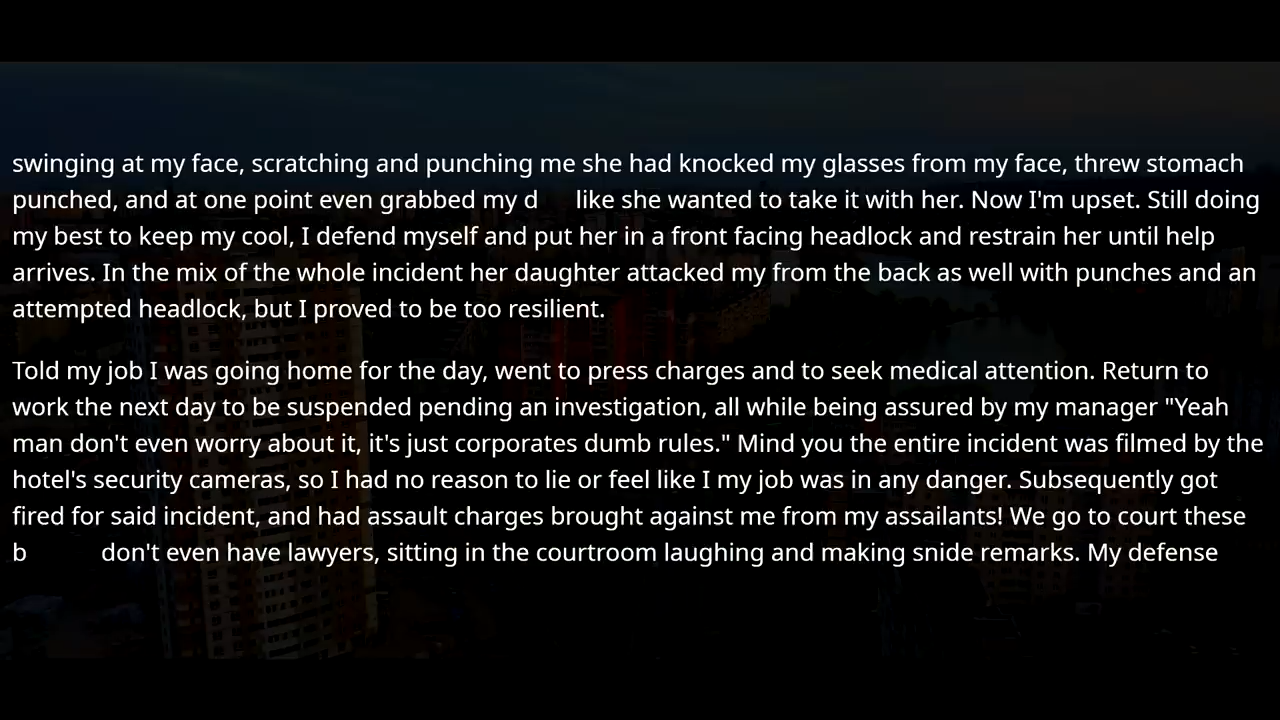 swinging at my face, scratching and punching me she had knocked my glasses from my face, threw stomach
punched, and at one point even grabbed my d like she wanted to take it with her. Now I'm upset. Still doing
my best to keep my cool, I defend myself and put her in a front facing headlock and restrain her until help
arrives. In the mix of the whole incident her daughter attacked my from the back as well with punches and an
attempted headlock, but I proved to be too resilient.
Told my job I was going home for the day, went to press charges and to seek medical attention. Return to
work the next day to be suspended pending an investigation, all while being assured by my manager "Yeah
man don't even worry about it, it's just corporates dumb rules." Mind you the entire incident was filmed by the
hotel's security cameras, so I had no reason to lie or feel like I my job was in any danger. Subsequently got
fired for said incident, and had assault charges brought against me from my assailants! We go to court these
b don't even have lawyers, sitting in the courtroom laughing and making snide remarks. My defense